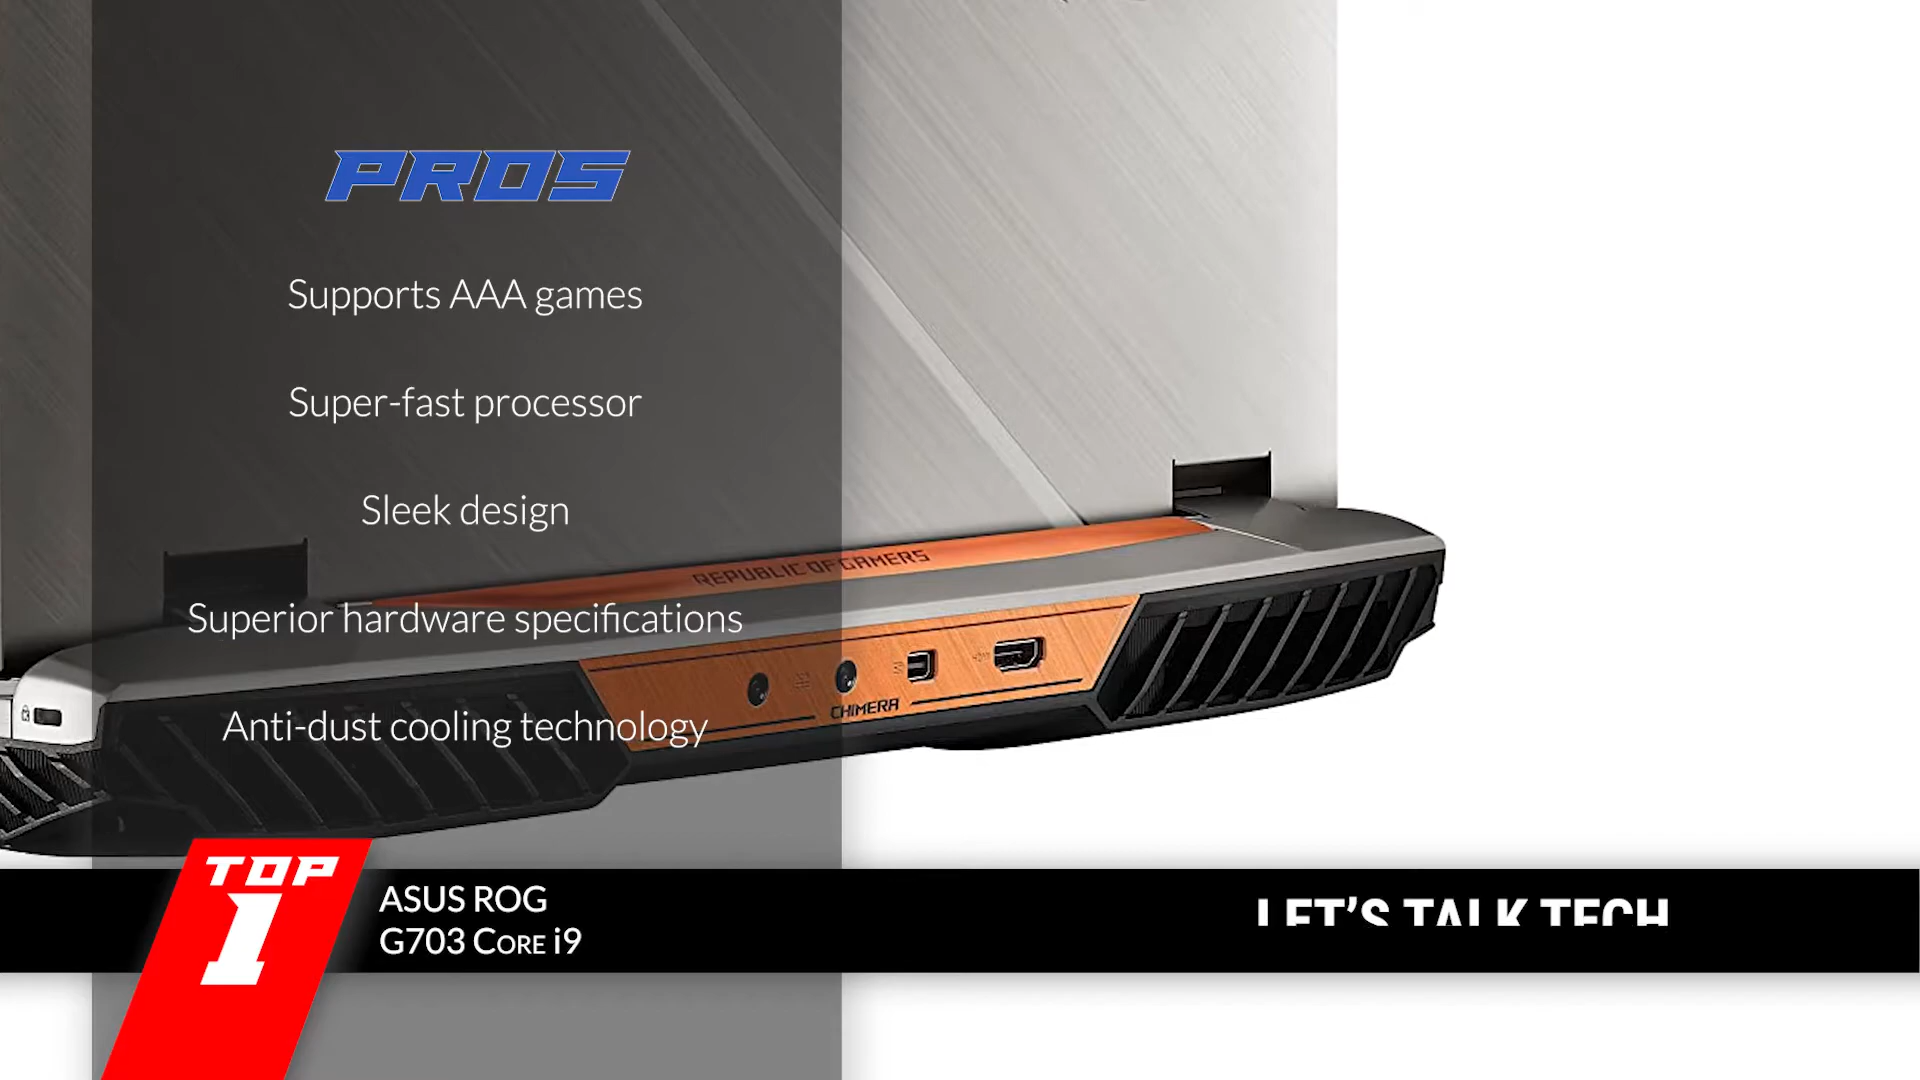 PROS
Supports AAA games
Super-fast processor
Sleek design
REPUBLIC OF GAMERS
Superior hardware specifications
CHIMERA
Anti-dust cooling technology
TOP
1
ASUS ROG
G703 CORE i9
LET'S TALK TECH